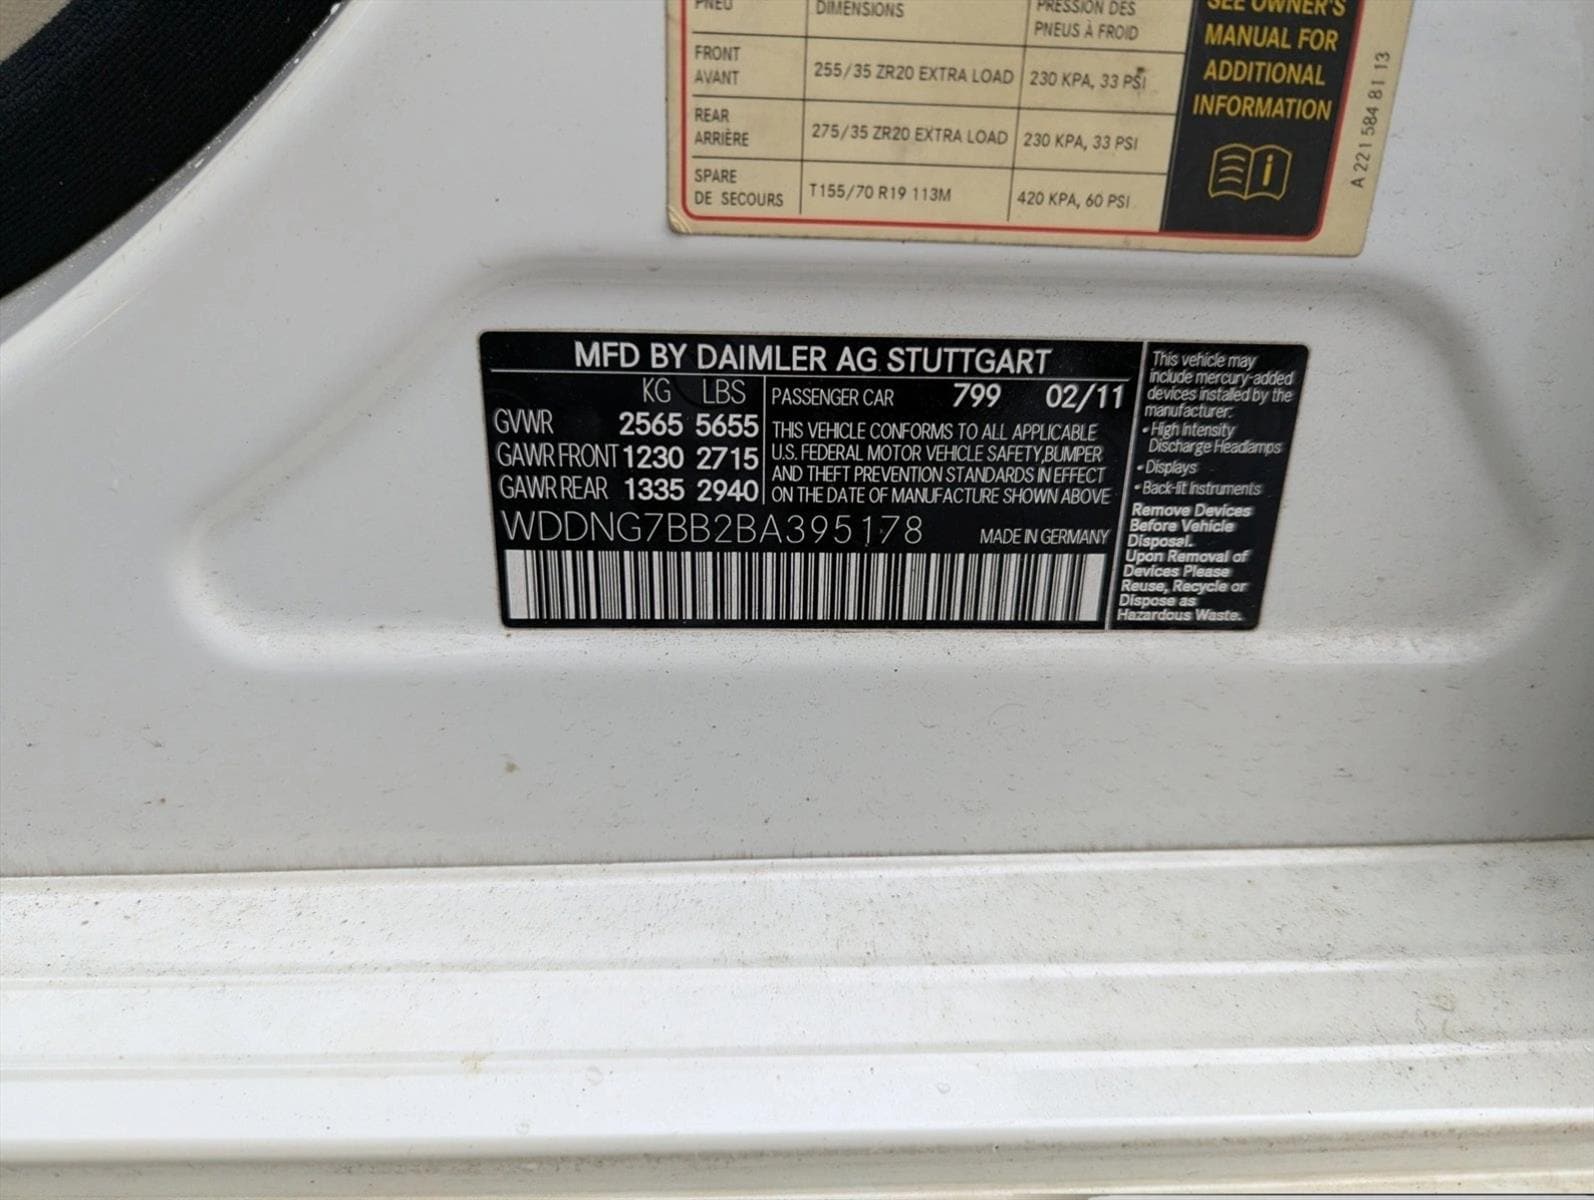 PNEU DIMENSIONS PRESSION DES
PNEUS À FROID
FRONT
AVANT
255/35 ZR20 EXTRA LOAD 230 KPA, 33 PSI
REAR
ARRIÈRE
275/35 ZR20 EXTRA LOAD 230 KPA, 33 PSI
SPARE
DE SECOURS
T155/70 R19 113M 420 KPA, 60 PSI
SEE OWNER'S
MANUAL FOR
ADDITIONAL
INFORMATION
A 221 584 81 13
MFD BY DAIMLER AG STUTTGART
KG LBS
GVWR 2565 5655
GAWR FRONT 1230 2715
GAWR REAR 1335 2940
PASSENGER CAR 799 02/11
THIS VEHICLE CONFORMS TO ALL APPLICABLE
U.S. FEDERAL MOTOR VEHICLE SAFETY,BUMPER
AND THEFT PREVENTION STANDARDS IN EFFECT
ON THE DATE OF MANUFACTURE SHOWN ABOVE
WDDNG7BB2BA395178 MADE IN GERMANY
This vehicle may
include mercury-added
devices installed by the
manufacturer:
• High Intensity
Discharge Headlamps
• Displays
• Back-lit Instruments
Remove Devices
Before Vehicle
Disposal.
Upon Removal of
Devices Please
Reuse, Recycle or
Dispose as
Hazardous Waste.